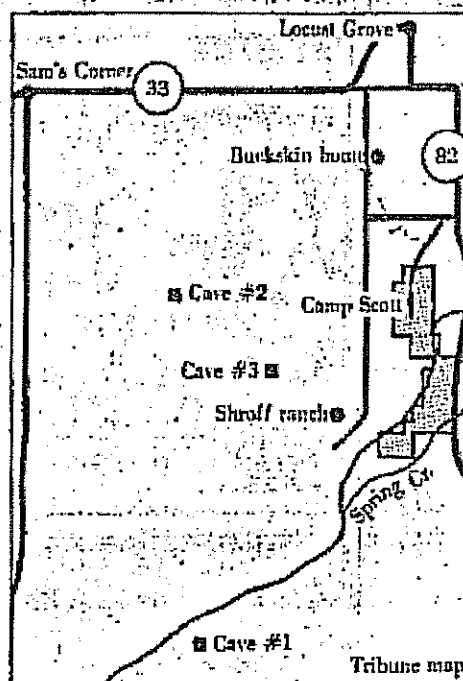 Locust Grove
Sam's Corner
33
Buckskin home
82
Cave #2
Camp Scott
Cave #3
Shroff ranch
Spring Cr.
Cave #1
Tribune map